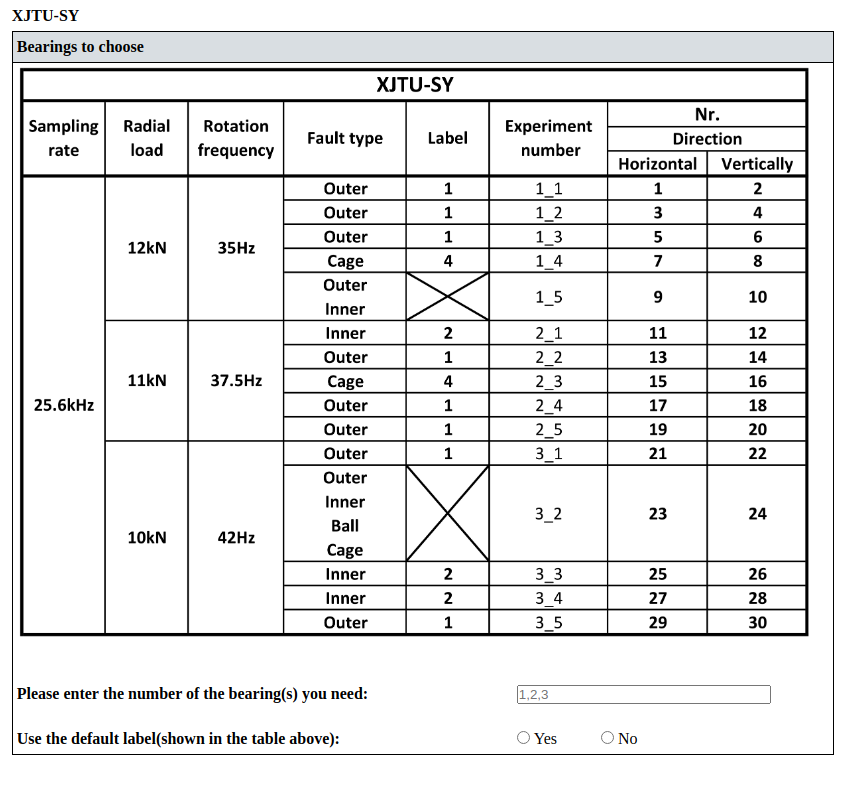 XJTU-SY
Bearings to choose
XJTU-SY
Sampling rate Radial load Rotation frequency Fault type Label Experiment number Nr.
Direction
Horizontal Vertically
25.6kHz
12kN 35Hz
Outer 1 1_1 1 2
Outer 1 1_2 3 4
Outer 1 1_3 5 6
Cage 4 1_4 7 8
Outer
Inner
1_5 9 10
11kN 37.5Hz
Inner 2 2_1 11 12
Outer 1 2_2 13 14
Cage 4 2_3 15 16
Outer 1 2_4 17 18
Outer 1 2_5 19 20
10kN 42Hz
Outer 1 3_1 21 22
Outer
Inner
Ball
Cage
3_2 23 24
Inner 2 3_3 25 26
Inner 2 3_4 27 28
Outer 1 3_5 29 30
Please enter the number of the bearing(s) you need: 1,2,3
Use the default label(shown in the table above): Yes No